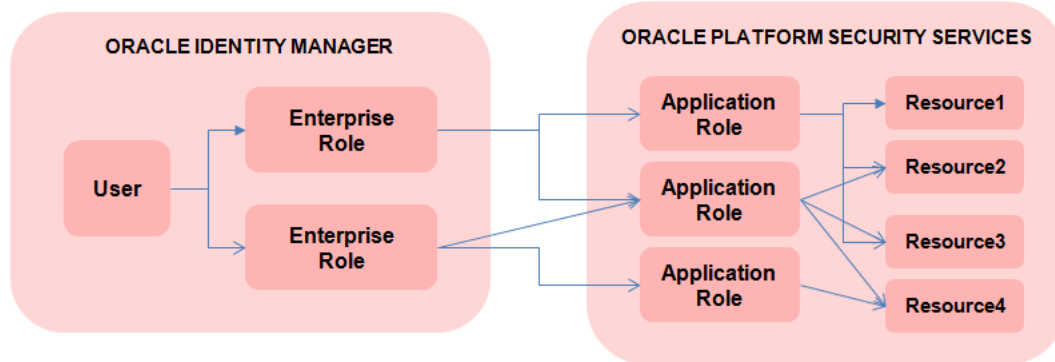 ORACLE IDENTITY MANAGER
User
Enterprise
Role
Enterprise
Role
ORACLE PLATFORM SECURITY SERVICES
Application
Role
Application
Role
Application
Role
Resource1
Resource2
Resource3
Resource4